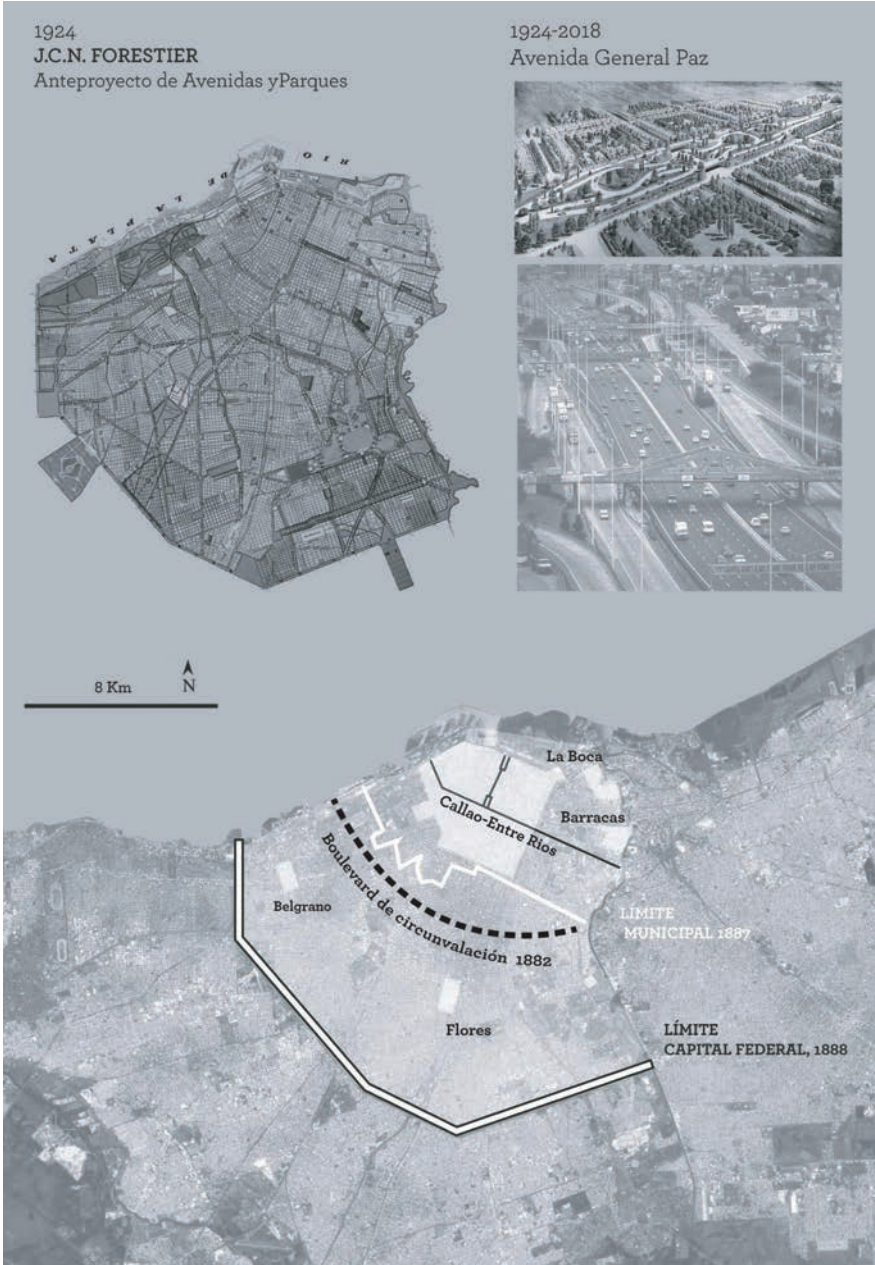 1924
J.C.N. FORESTIER
Anteproyecto de Avenidas yParques
1924-2018
Avenida General Paz
RIO DE LA PLATA
8 Km
N
La Boca
Callao-Entre Rios
Barracas
Boulevard de circunvalación 1882
Belgrano
LÍMITE
MUNICIPAL 1887
Flores
LÍMITE
CAPITAL FEDERAL, 1888